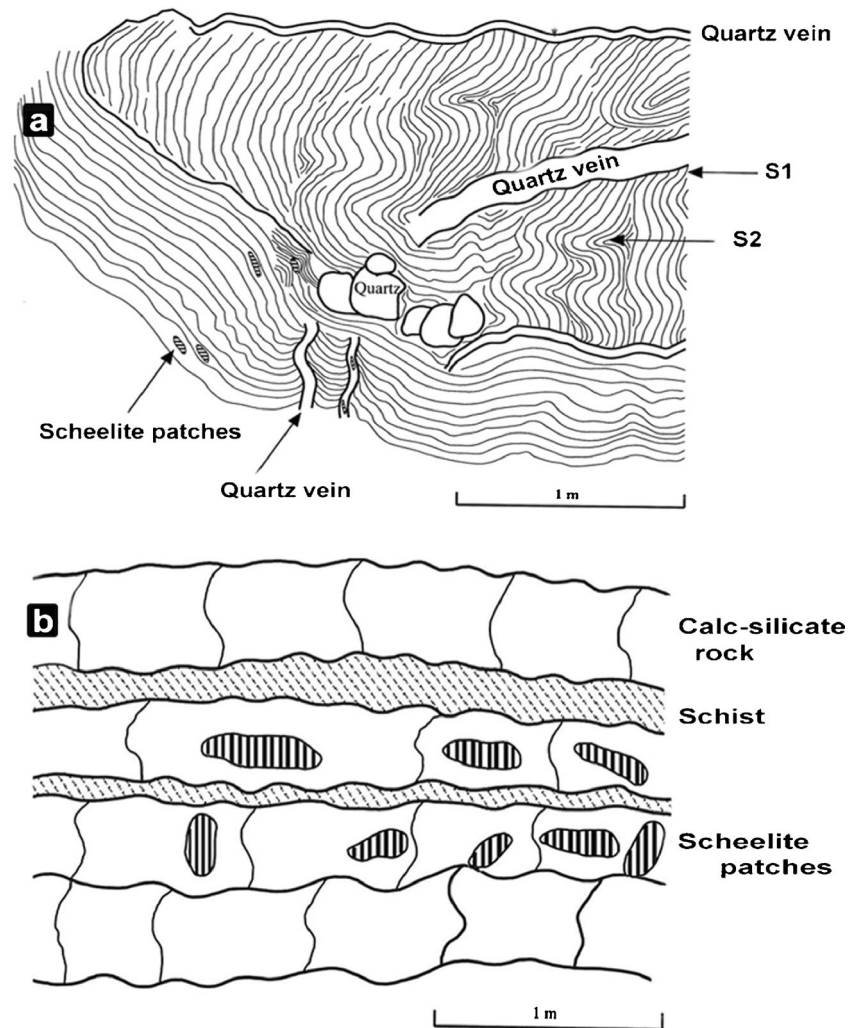 a
Quartz vein
Quartz vein
S1
S2
Quartz
Scheelite patches
Quartz vein
1 m
b
Calc-silicate
rock
Schist
Scheelite
patches
1 m